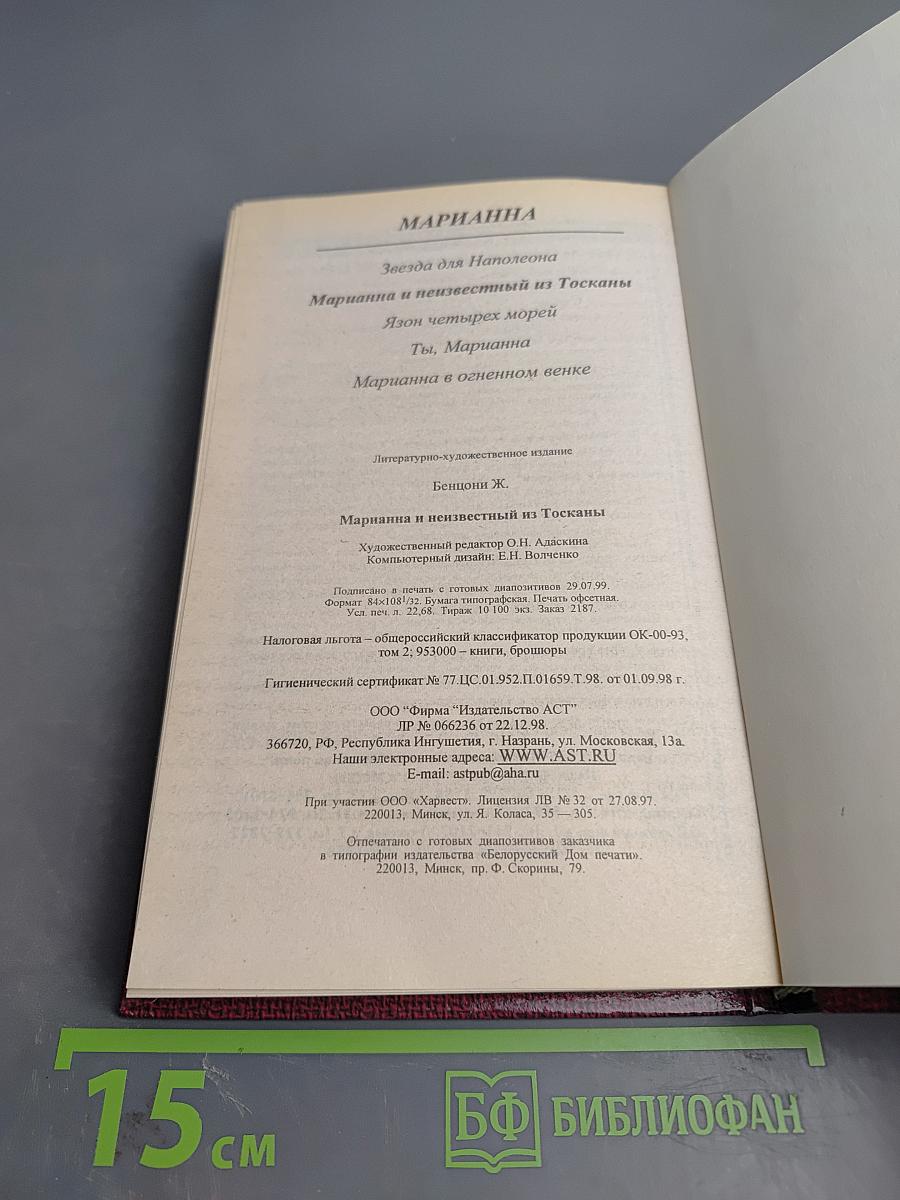 МАРИАННА
Звезда для Наполеона
Марианна и неизвестный из Тосканы
Язон четырех морей
Ты, Марианна
Марианна в огненном венке
Литературно-художественное издание
Бенцони Ж.
Марианна и неизвестный из Тосканы
Художественный редактор О.Н. Адаскина
Компьютерный дизайн: Е.Н. Волченко
Подписано в печать с готовых диапозитивов 29.07.99.
Формат 84×108¹/32. Бумага типографская. Печать офсетная.
Усл. печ. л. 22,68. Тираж 10 100 экз. Заказ 2187.
Налоговая льгота – общероссийский классификатор продукции ОК-00-93,
том 2; 953000 – книги, брошюры
Гигиенический сертификат № 77.ЦС.01.952.П.01659.Т.98. от 01.09.98 г.
ООО “Фирма “Издательство АСТ”
ЛР № 066236 от 22.12.98.
366720, РФ, Республика Ингушетия, г. Назрань, ул. Московская, 13а.
Наши электронные адреса: WWW.AST.RU
E-mail: astpub@aha.ru
При участии ООО «Харвест». Лицензия ЛВ № 32 от 27.08.97.
220013, Минск, ул. Я. Коласа, 35 — 305.
Отпечатано с готовых диапозитивов заказчика
в типографии издательства «Белорусский Дом печати».
220013, Минск, пр. Ф. Скорины, 79.
15 см
БФ БИБЛИОФАН